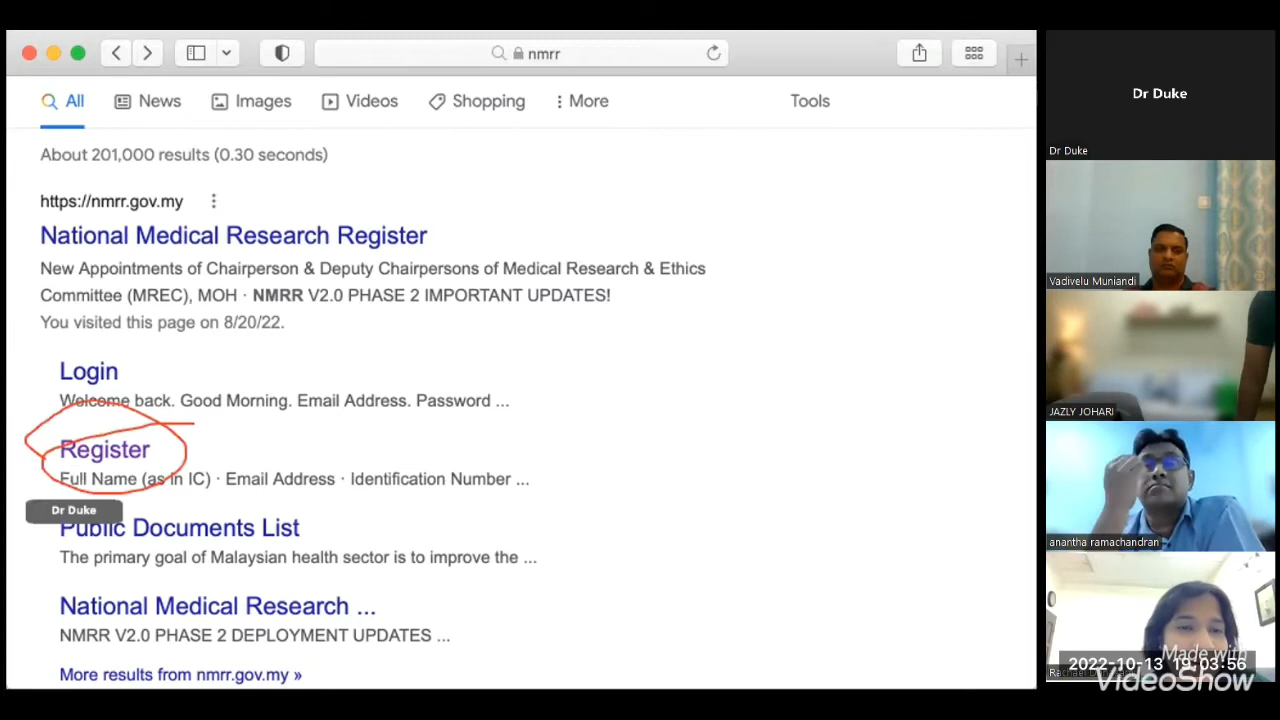 nmrr
All News Images Videos Shopping More Tools
About 201,000 results (0.30 seconds)
https://nmrr.gov.my
National Medical Research Register
New Appointments of Chairperson & Deputy Chairpersons of Medical Research & Ethics
Committee (MREC), MOH · NMRR V2.0 PHASE 2 IMPORTANT UPDATES!
You visited this page on 8/20/22.
Login
Welcome back. Good Morning. Email Address. Password ...
Register
Full Name (as in IC) · Email Address · Identification Number ...
Dr Duke
Public Documents List
The primary goal of Malaysian health sector is to improve the ...
National Medical Research ...
NMRR V2.0 PHASE 2 DEPLOYMENT UPDATES ...
More results from nmrr.gov.my »
Dr Duke
Dr Duke
Vadivelu Muniandi
JAZLY JOHARI
anantha ramachandran
Made with
2022-10-13 19:03:56
VideoShow